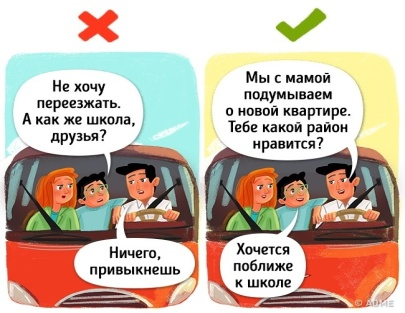 Не хочу
переезжать.
А как же школа,
друзья?
Ничего,
привыкнешь
Мы с мамой
подумываем
о новой квартире.
Тебе какой район
нравится?
Хочется
поближе
к школе
© ADME